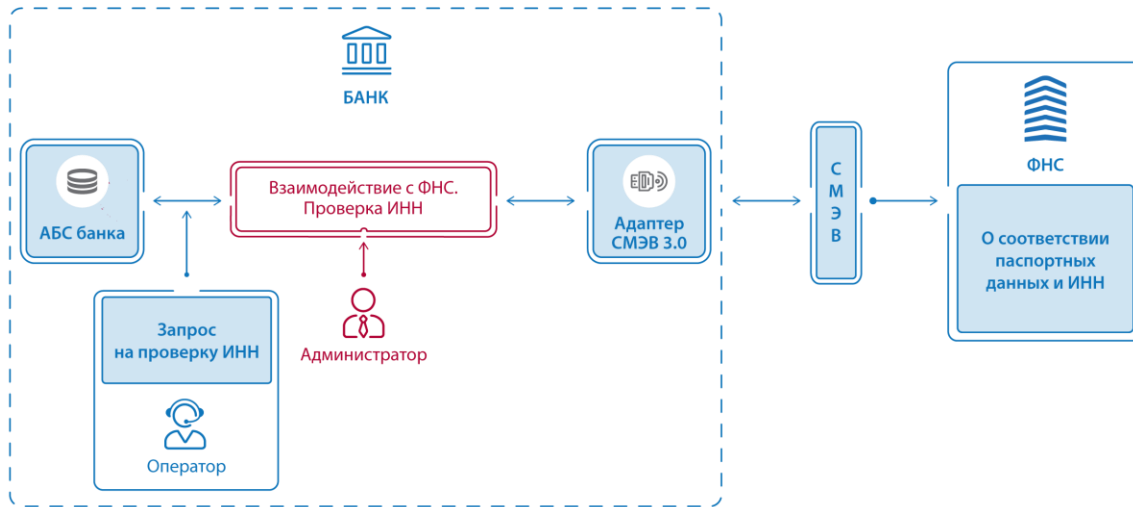 БАНК
АБС банка
Взаимодействие с ФНС.
Проверка ИНН
Адаптер
СМЭВ 3.0
С
М
Э
В
ФНС
О соответствии
паспортных
данных и ИНН
Запрос
на проверку ИНН
Оператор
Администратор